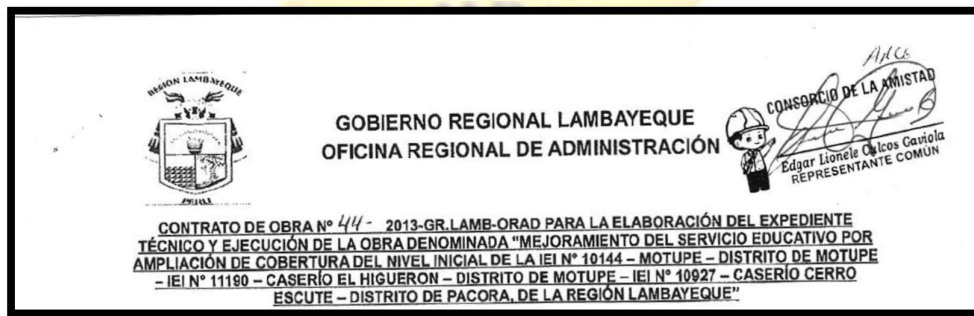 REGION LAMBAYEQUE
GOBIERNO REGIONAL LAMBAYEQUE
OFICINA REGIONAL DE ADMINISTRACIÓN
CONSORCIO DE LA AMISTAD
Edgar Lionele Gaviola
REPRESENTANTE COMÚN
CONTRATO DE OBRA Nº 44- 2013-GR.LAMB-ORAD PARA LA ELABORACIÓN DEL EXPEDIENTE
TÉCNICO Y EJECUCIÓN DE LA OBRA DENOMINADA "MEJORAMIENTO DEL SERVICIO EDUCATIVO POR
AMPLIACIÓN DE COBERTURA DEL NIVEL INICIAL DE LA IEI Nº 10144 – MOTUPE – DISTRITO DE MOTUPE
– IEI Nº 11190 – CASERÍO EL HIGUERON – DISTRITO DE MOTUPE – IEI Nº 10927 – CASERÍO CERRO
ESCUTE – DISTRITO DE PACORA, DE LA REGIÓN LAMBAYEQUE"